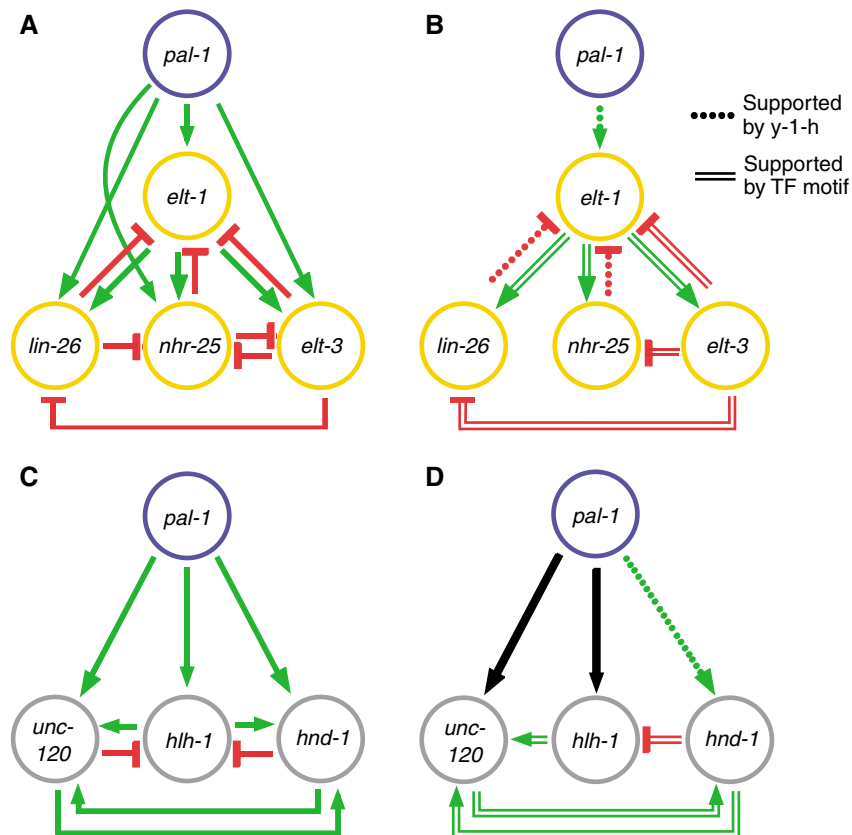 A
pal-1
elt-1
lin-26
nhr-25
elt-3
B
pal-1
elt-1
lin-26
nhr-25
elt-3
Supported
by y-1-h
Supported
by TF motif
C
pal-1
unc-
120
hlh-1
hnd-1
D
pal-1
unc-
120
hlh-1
hnd-1